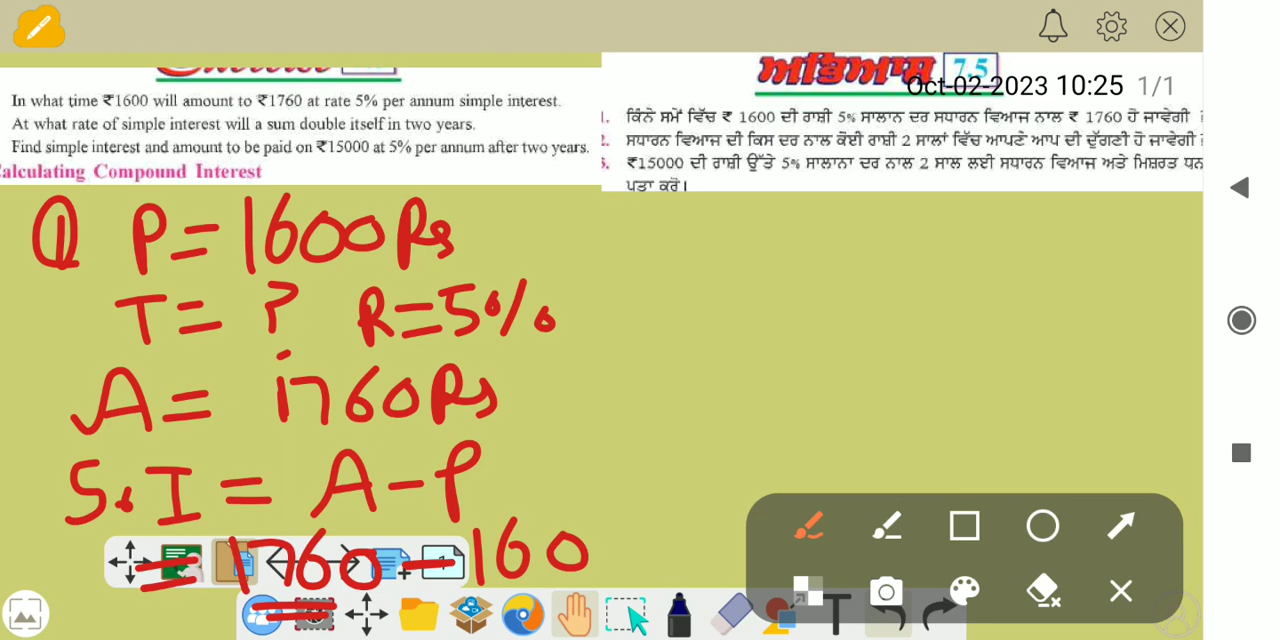 Oct-02-2023 10:25 1/1
7.5
In what time ₹1600 will amount to ₹1760 at rate 5% per annum simple interest.
At what rate of simple interest will a sum double itself in two years.
Find simple interest and amount to be paid on ₹15000 at 5% per annum after two years.
alculating Compound Interest
ਅਭਿਆਸ
1. ਕਿੰਨੇ ਸਮੇਂ ਵਿੱਚ ₹ 1600 ਦੀ ਰਾਸ਼ੀ 5% ਸਾਲਾਨ ਦਰ ਸਧਾਰਨ ਵਿਆਜ ਨਾਲ ₹ 1760 ਹੋ ਜਾਵੇਗੀ ?
2. ਸਧਾਰਨ ਵਿਆਜ ਦੀ ਕਿਸ ਦਰ ਨਾਲ ਕੋਈ ਰਾਸ਼ੀ 2 ਸਾਲਾਂ ਵਿੱਚ ਆਪਣੇ ਆਪ ਦੀ ਦੁੱਗਣੀ ਹੋ ਜਾਵੇਗੀ ?
3. ₹15000 ਦੀ ਰਾਸ਼ੀ ਉੱਤੇ 5% ਸਾਲਾਨਾ ਦਰ ਨਾਲ 2 ਸਾਲ ਲਈ ਸਧਾਰਨ ਵਿਆਜ ਅਤੇ ਮਿਸ਼ਰਤ ਧਨ
ਪਤਾ ਕਰੋ।
① P = 1600 Rs
T = ? R = 5%
A = 1760 Rs
S.I = A - P
= 1760 - 160